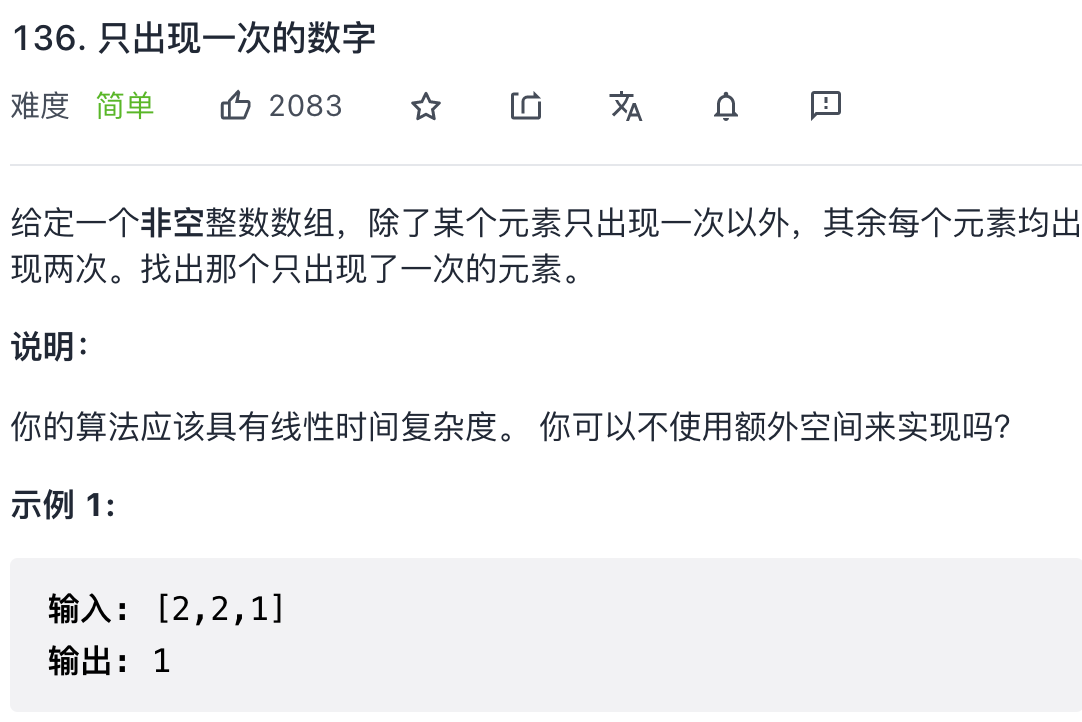 136. 只出现一次的数字
难度 简单 2083
给定一个非空整数数组，除了某个元素只出现一次以外，其余每个元素均出
现两次。找出那个只出现了一次的元素。
说明：
你的算法应该具有线性时间复杂度。 你可以不使用额外空间来实现吗？
示例 1:
输入: [2,2,1]
输出: 1